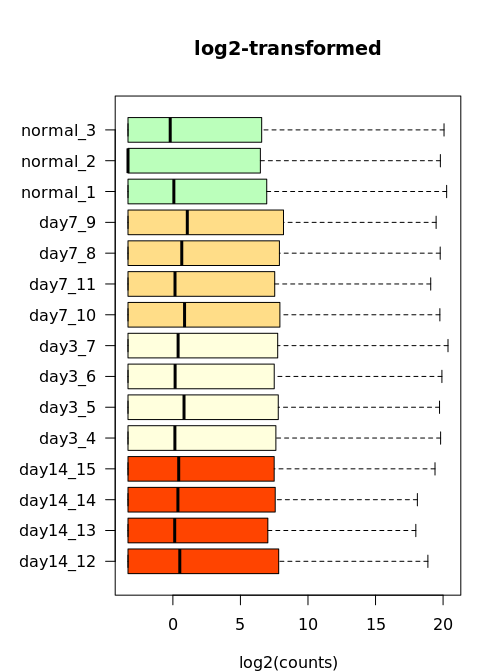 log2-transformed
normal_3
normal_2
normal_1
day7_9
day7_8
day7_11
day7_10
day3_7
day3_6
day3_5
day3_4
day14_15
day14_14
day14_13
day14_12
0 5 10 15 20
log2(counts)